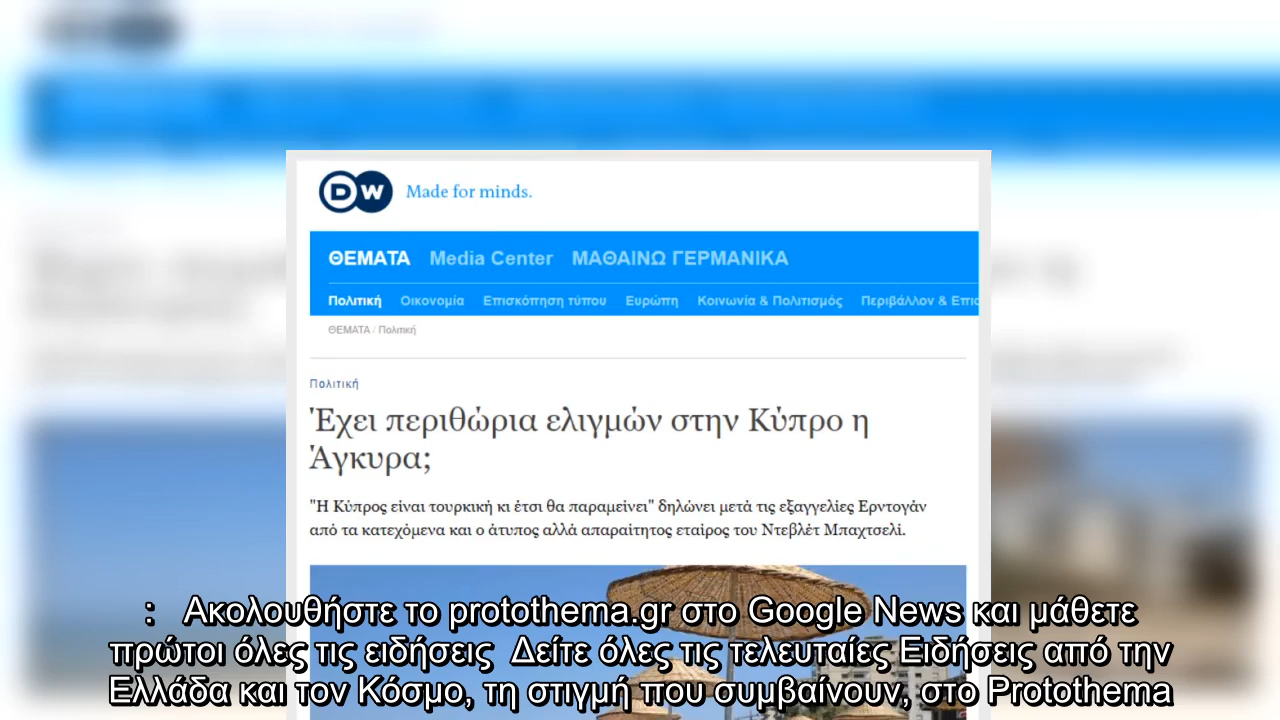 DW Made for minds.
ΘΕΜΑΤΑ Media Center ΜΑΘΑΙΝΩ ΓΕΡΜΑΝΙΚΑ
Πολιτική Οικονομία Επισκόπηση τύπου Ευρώπη Κοινωνία & Πολιτισμός Περιβάλλον &
ΘΕΜΑΤΑ / Πολιτική
Πολιτική
Έχει περιθώρια ελιγμών στην Κύπρο η
Άγκυρα;
"Η Κύπρος είναι τουρκική κι έτσι θα παραμείνει" δηλώνει μετά τις εξαγγελίες Ερντογάν
από τα κατεχόμενα και ο άτυπος αλλά απαραίτητος εταίρος του Ντεβλέτ Μπαχτσελί.
: Ακολουθήστε το protothema.gr στο Google News και μάθετε
πρώτοι όλες τις ειδήσεις Δείτε όλες τις τελευταίες Ειδήσεις από την
Ελλάδα και τον Κόσμο, τη στιγμή που συμβαίνουν, στο Protothema